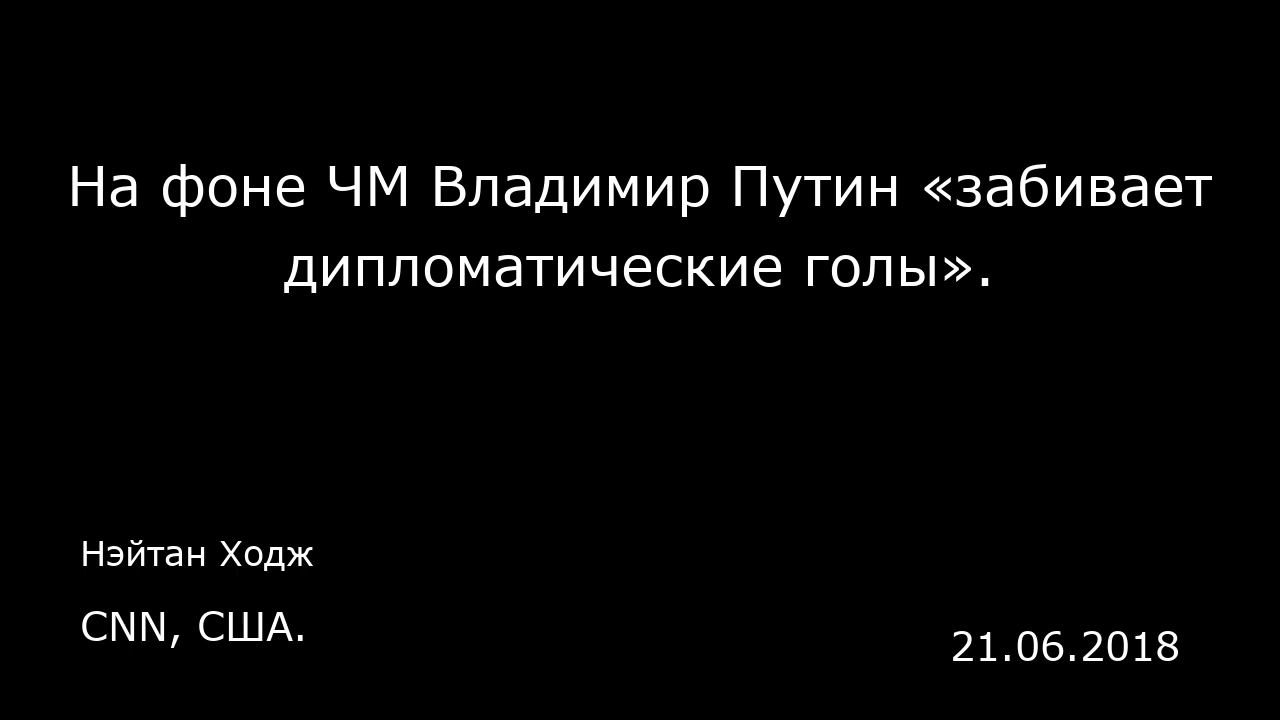 На фоне ЧМ Владимир Путин «забивает
дипломатические голы».
Нэйтан Ходж
CNN, США.
21.06.2018